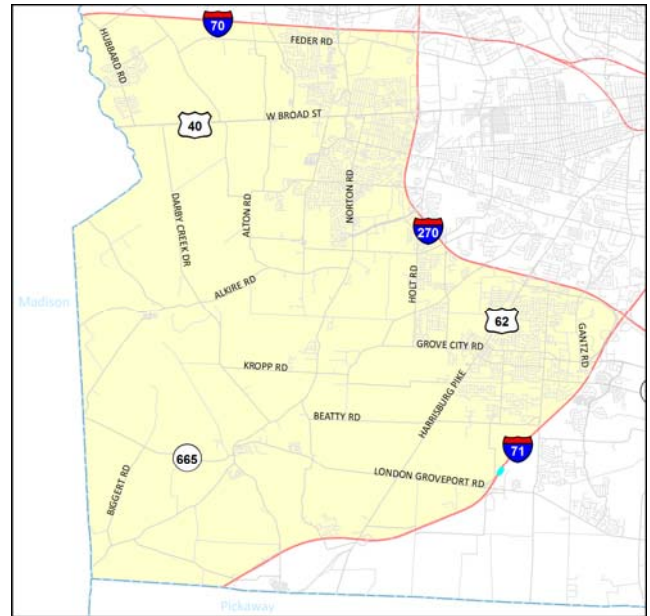 70
FEDER RD
HUBBARD RD
40
W BROAD ST
DARBY CREEK DR
ALTON RD
NORTON RD
270
HOLT RD
ALKIRE RD
Madison
62
GANTZ RD
GROVE CITY RD
KROPP RD
HARRISBURG PIKE
BEATTY RD
71
665
LONDON GROVEPORT RD
BIGGERT RD
Pickaway